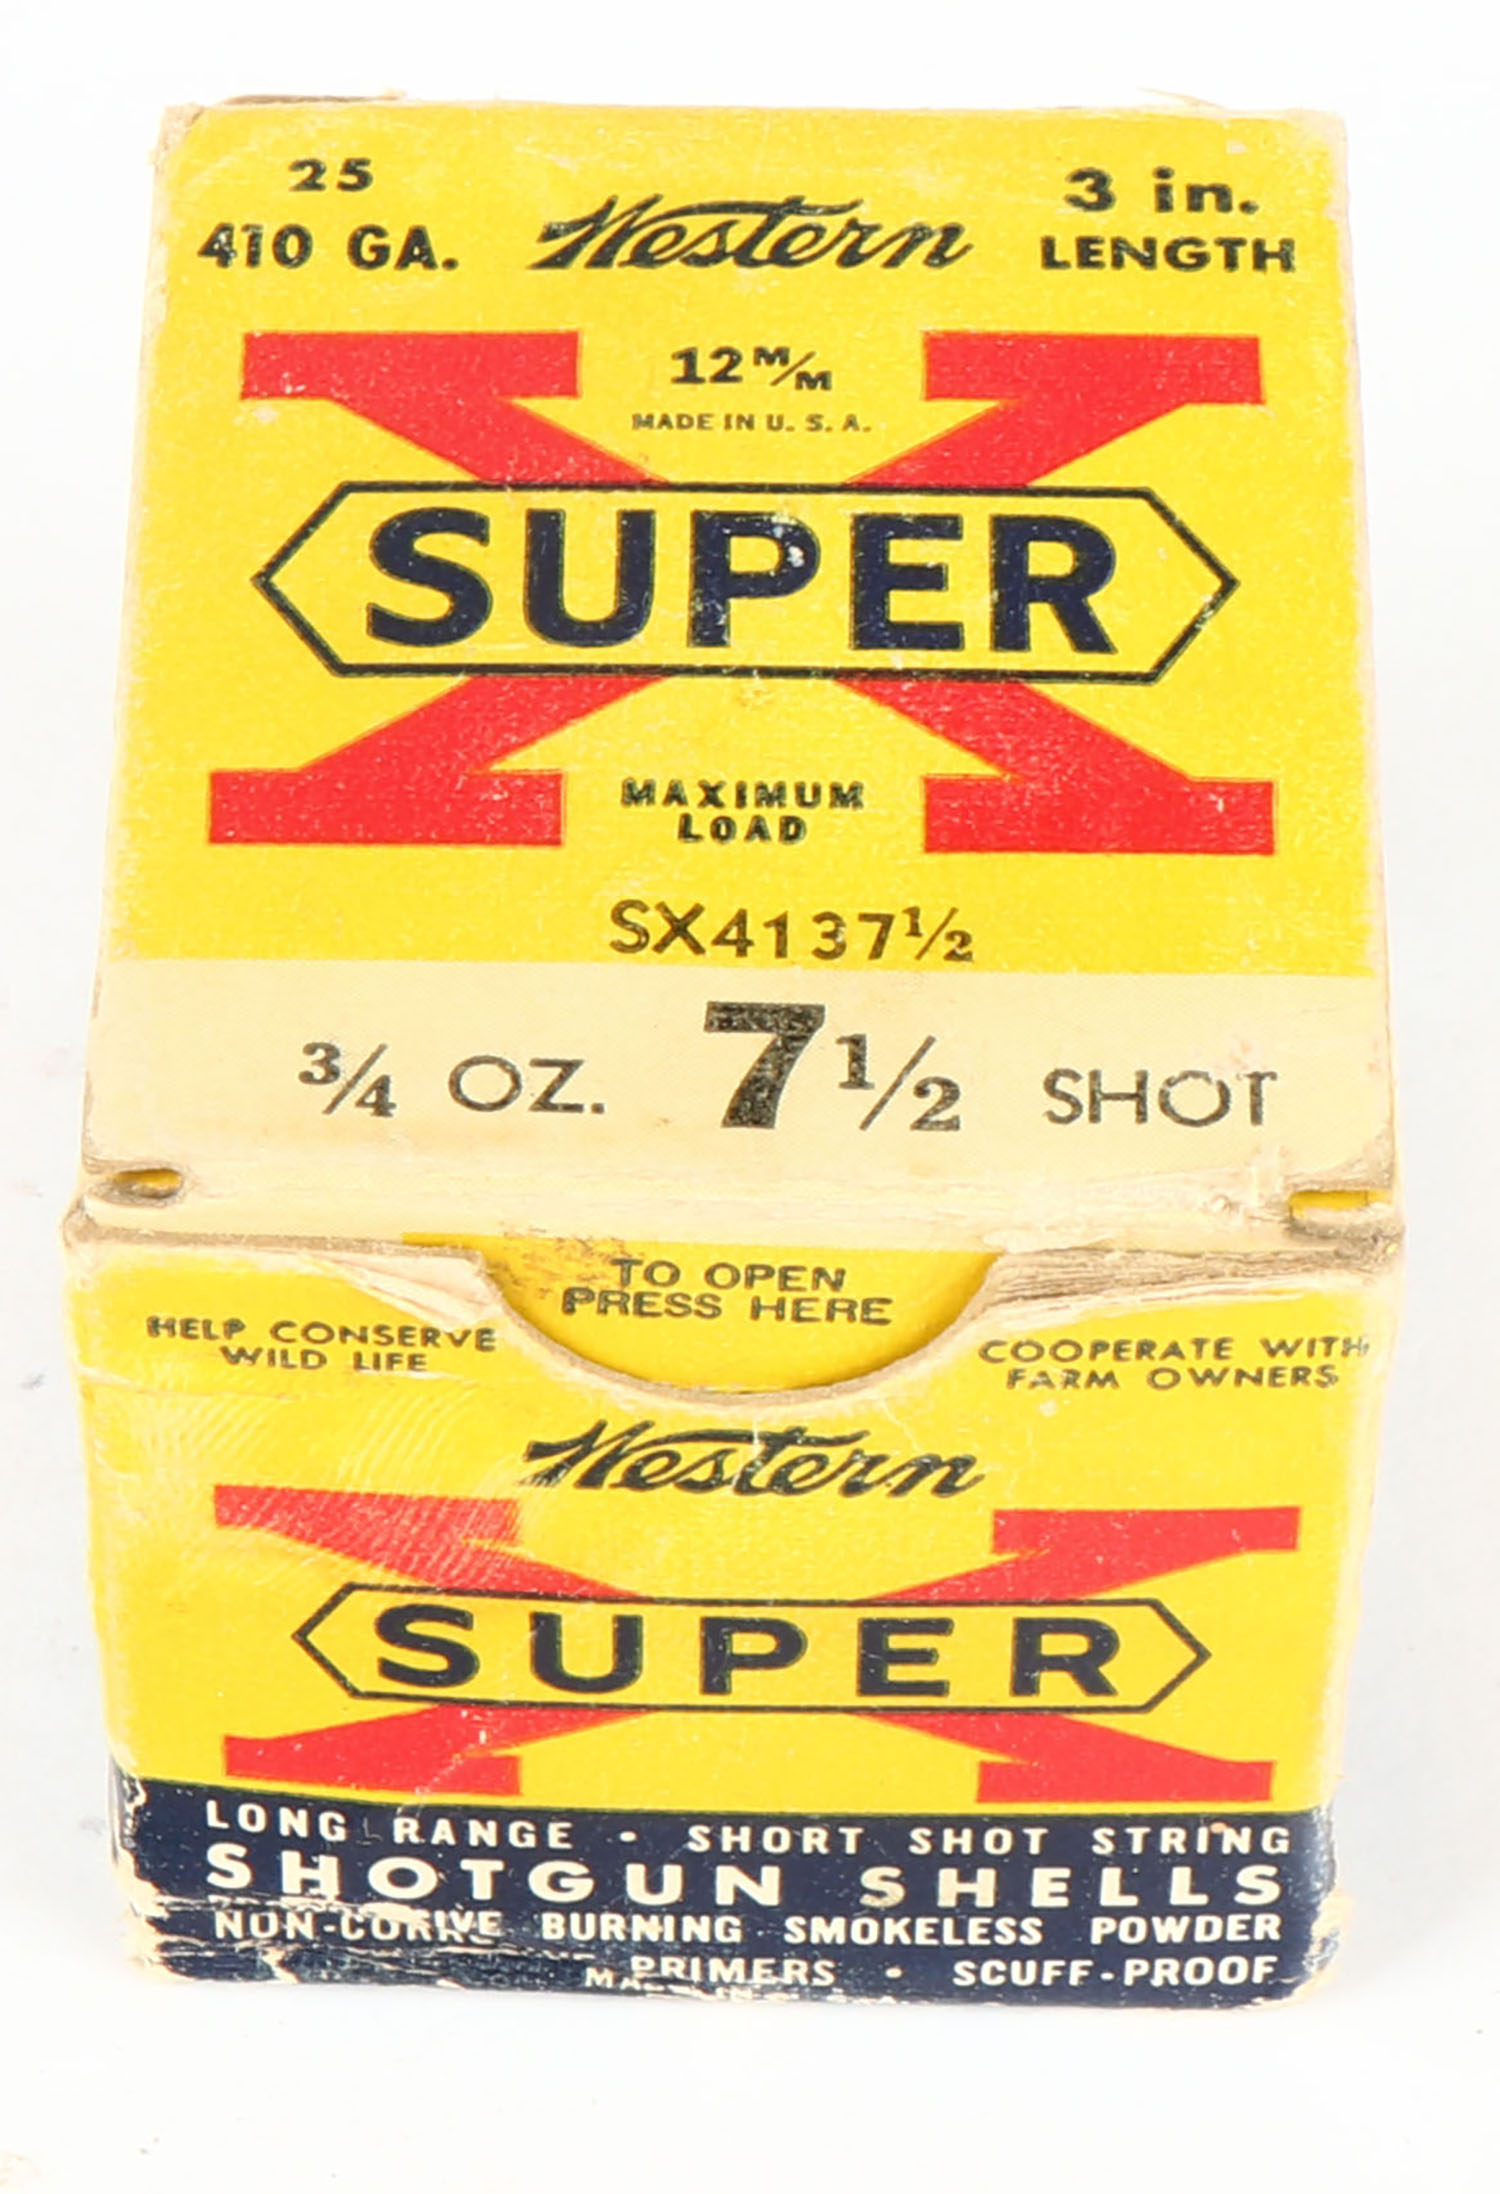 25
410 GA.
Western
3 in.
LENGTH
12 M/M
MADE IN U. S. A.
SUPER
X
MAXIMUM
LOAD
SX4137½
¾ OZ. 7½ SHOT
TO OPEN
PRESS HERE
HELP CONSERVE
WILD LIFE
COOPERATE WITH
FARM OWNERS
Western
SUPER
X
LONG RANGE • SHORT SHOT STRING
SHOTGUN SHELLS
BURNING SMOKELESS POWDER
PRIMERS • SCUFF-PROOF